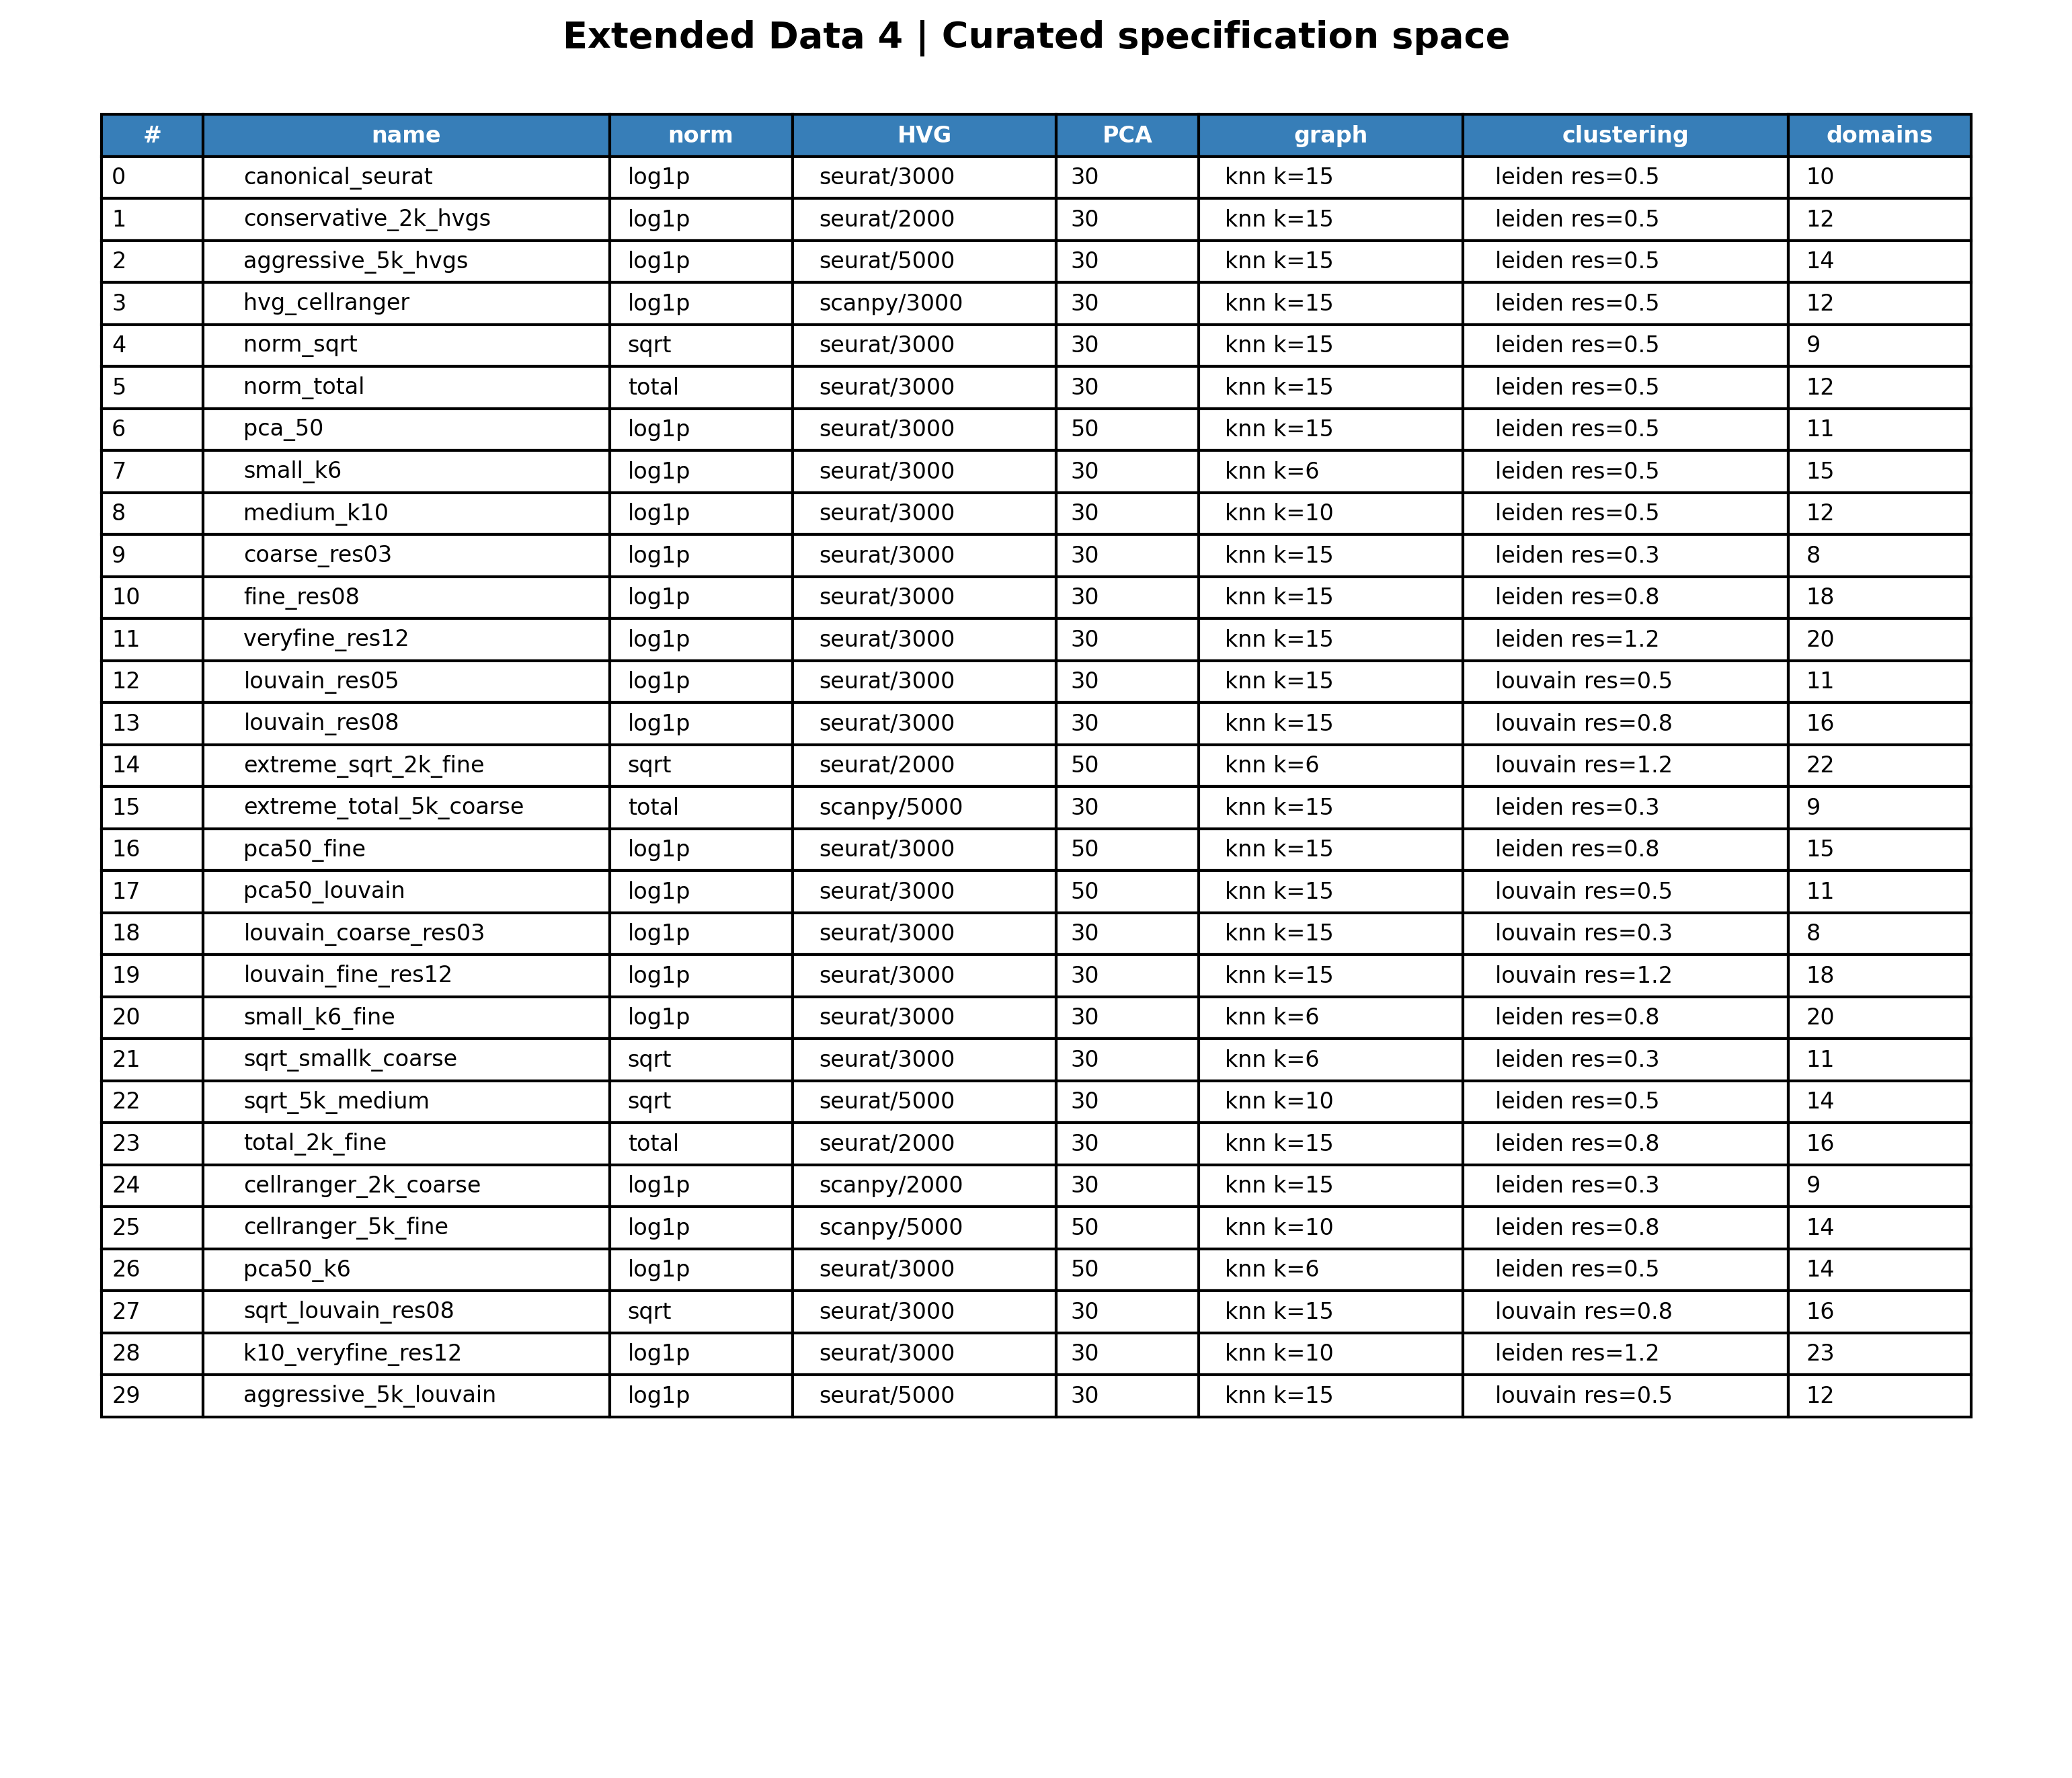 Extended Data 4 | Curated specification space
# name norm HVG PCA graph clustering domains
0 canonical_seurat log1p seurat/3000 30 knn k=15 leiden res=0.5 10
1 conservative_2k_hvgs log1p seurat/2000 30 knn k=15 leiden res=0.5 12
2 aggressive_5k_hvgs log1p seurat/5000 30 knn k=15 leiden res=0.5 14
3 hvg_cellranger log1p scanpy/3000 30 knn k=15 leiden res=0.5 12
4 norm_sqrt sqrt seurat/3000 30 knn k=15 leiden res=0.5 9
5 norm_total total seurat/3000 30 knn k=15 leiden res=0.5 12
6 pca_50 log1p seurat/3000 50 knn k=15 leiden res=0.5 11
7 small_k6 log1p seurat/3000 30 knn k=6 leiden res=0.5 15
8 medium_k10 log1p seurat/3000 30 knn k=10 leiden res=0.5 12
9 coarse_res03 log1p seurat/3000 30 knn k=15 leiden res=0.3 8
10 fine_res08 log1p seurat/3000 30 knn k=15 leiden res=0.8 18
11 veryfine_res12 log1p seurat/3000 30 knn k=15 leiden res=1.2 20
12 louvain_res05 log1p seurat/3000 30 knn k=15 louvain res=0.5 11
13 louvain_res08 log1p seurat/3000 30 knn k=15 louvain res=0.8 16
14 extreme_sqrt_2k_fine sqrt seurat/2000 50 knn k=6 louvain res=1.2 22
15 extreme_total_5k_coarse total scanpy/5000 30 knn k=15 leiden res=0.3 9
16 pca50_fine log1p seurat/3000 50 knn k=15 leiden res=0.8 15
17 pca50_louvain log1p seurat/3000 50 knn k=15 louvain res=0.5 11
18 louvain_coarse_res03 log1p seurat/3000 30 knn k=15 louvain res=0.3 8
19 louvain_fine_res12 log1p seurat/3000 30 knn k=15 louvain res=1.2 18
20 small_k6_fine log1p seurat/3000 30 knn k=6 leiden res=0.8 20
21 sqrt_smallk_coarse sqrt seurat/3000 30 knn k=6 leiden res=0.3 11
22 sqrt_5k_medium sqrt seurat/5000 30 knn k=10 leiden res=0.5 14
23 total_2k_fine total seurat/2000 30 knn k=15 leiden res=0.8 16
24 cellranger_2k_coarse log1p scanpy/2000 30 knn k=15 leiden res=0.3 9
25 cellranger_5k_fine log1p scanpy/5000 50 knn k=10 leiden res=0.8 14
26 pca50_k6 log1p seurat/3000 50 knn k=6 leiden res=0.5 14
27 sqrt_louvain_res08 sqrt seurat/3000 30 knn k=15 louvain res=0.8 16
28 k10_veryfine_res12 log1p seurat/3000 30 knn k=10 leiden res=1.2 23
29 aggressive_5k_louvain log1p seurat/5000 30 knn k=15 louvain res=0.5 12